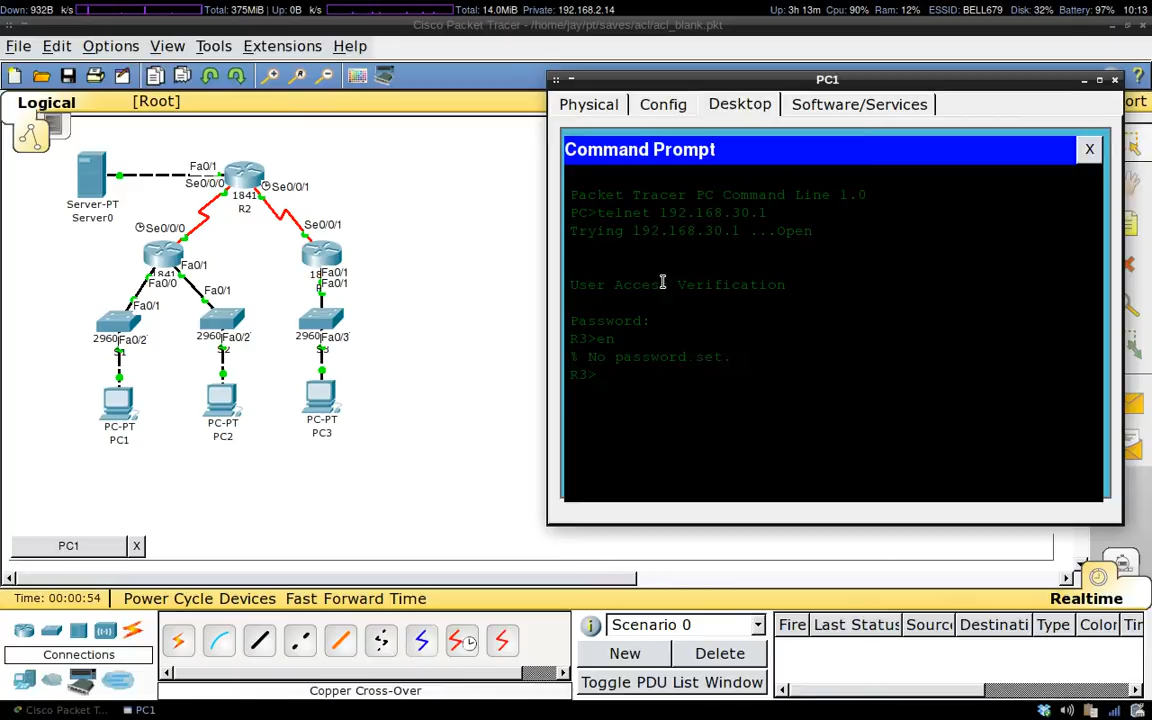 Down: 932B k/s Total: 375MiB Up: 0B k/s Total: 14.0MiB Private: 192.168.2.14 Up: 3h 13m Cpu: 90% Ram: 12% ESSID: BELL679 Disk: 32% Battery: 97% 10:13
Cisco Packet Tracer - /home/jay/pt/saves/acl/acl_blank.pkt
File Edit Options View Tools Extensions Help
PC1
?
Logical [Root]
ort
Physical Config Desktop Software/Services
Command Prompt X
Packet Tracer PC Command Line 1.0
PC>telnet 192.168.30.1
Trying 192.168.30.1 ...Open
User Access Verification
Password:
R3>en
% No password set.
R3>
Fa0/1
Se0/0/0
Se0/0/1
1841
R2
Server-PT
Server0
Se0/0/0
Se0/0/1
1841
Fa0/1
Fa0/0
Fa0/1
Fa0/1
Fa0/1
Fa0/1
2960
Fa0/2
S1
2960
Fa0/2
S2
2960
Fa0/3
S3
PC-PT
PC1
PC-PT
PC2
PC-PT
PC3
PC1 X
Time: 00:00:54 Power Cycle Devices Fast Forward Time Realtime
Connections
Copper Cross-Over
i Scenario 0
New Delete
Toggle PDU List Window
Fire Last Status Source Destinati Type Color Tir
Cisco Packet T... PC1